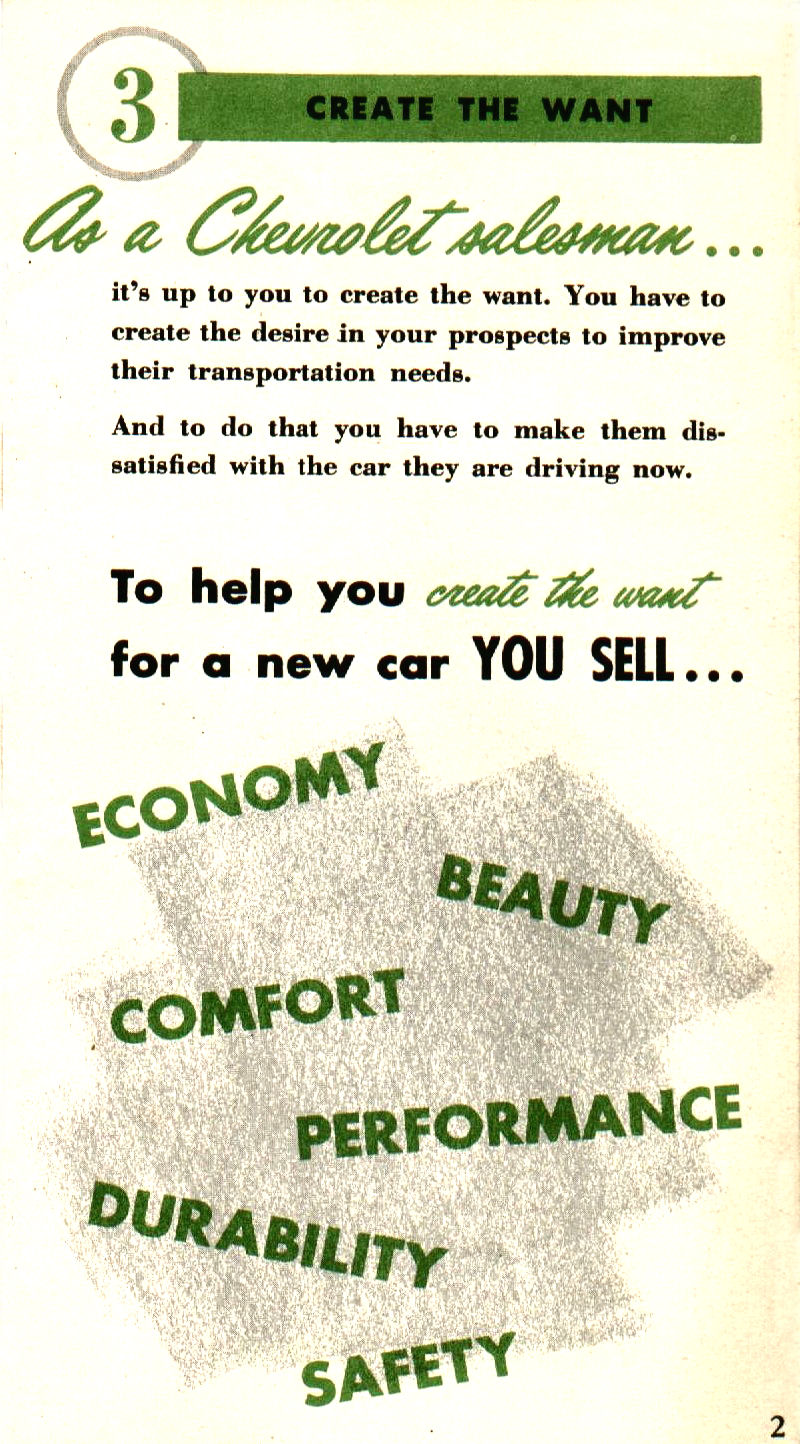 3 CREATE THE WANT
As a Chevrolet salesman...
it's up to you to create the want. You have to
create the desire in your prospects to improve
their transportation needs.
And to do that you have to make them dis-
satisfied with the car they are driving now.
To help you create the want
for a new car YOU SELL...
ECONOMY
BEAUTY
COMFORT
PERFORMANCE
DURABILITY
SAFETY
2